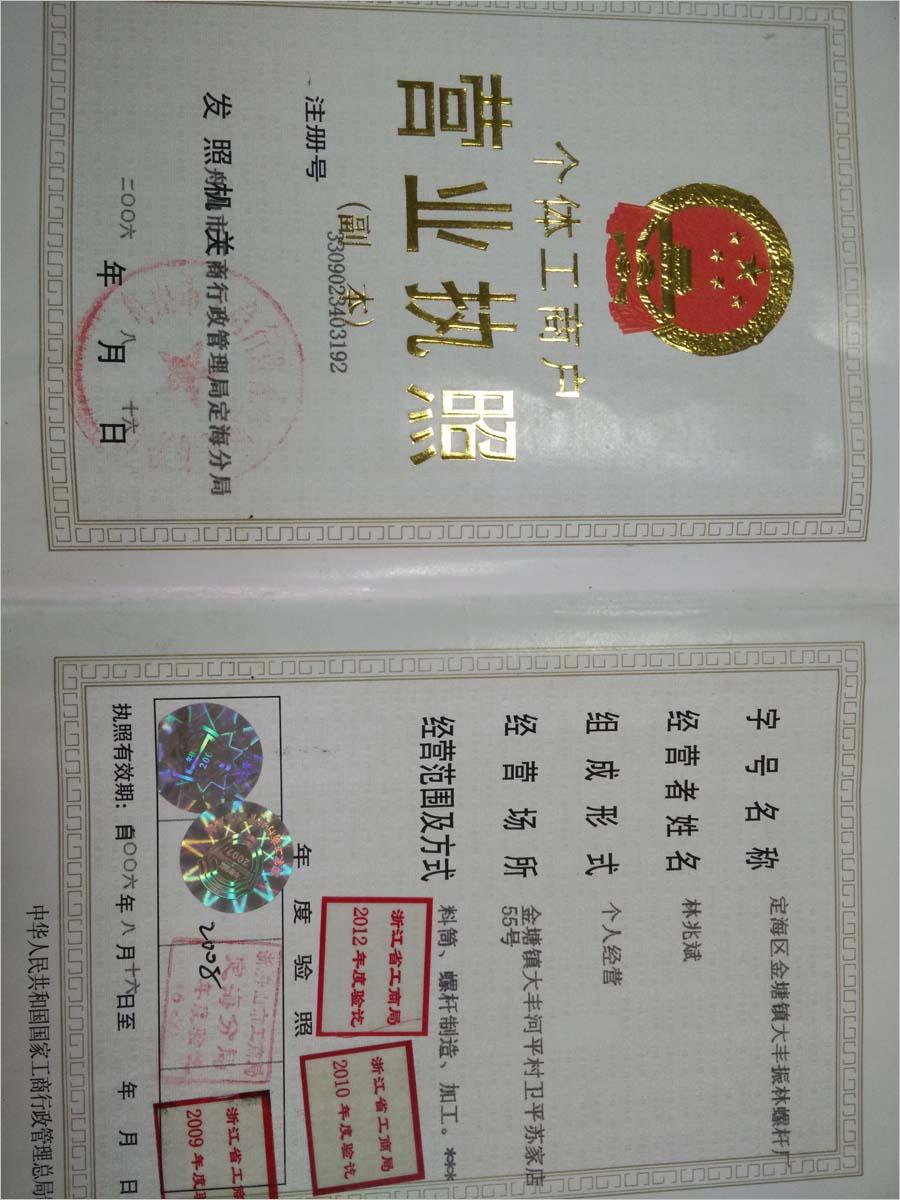 个体工商户
营业执照
(副 本)
注册号 3309023403192
发照机关
舟山市工商行政管理局定海分局
二〇〇六年八月十六日
字号名称 定海区金塘镇大丰振林螺杆厂
经营者姓名 林兆斌
组成形式 个人经营
经营场所 金塘镇大丰河平村卫平苏家店
55号
经营范围及方式 料筒、螺杆制造、加工。***
年度验照
浙江省工商局
2012年度验讫
浙江省工商局
2010年度验讫
浙江省工商
2009年度验
2008
定海分局
2007
执照有效期：自〇〇六年八月十六日至 年 月 日
中华人民共和国国家工商行政管理总局